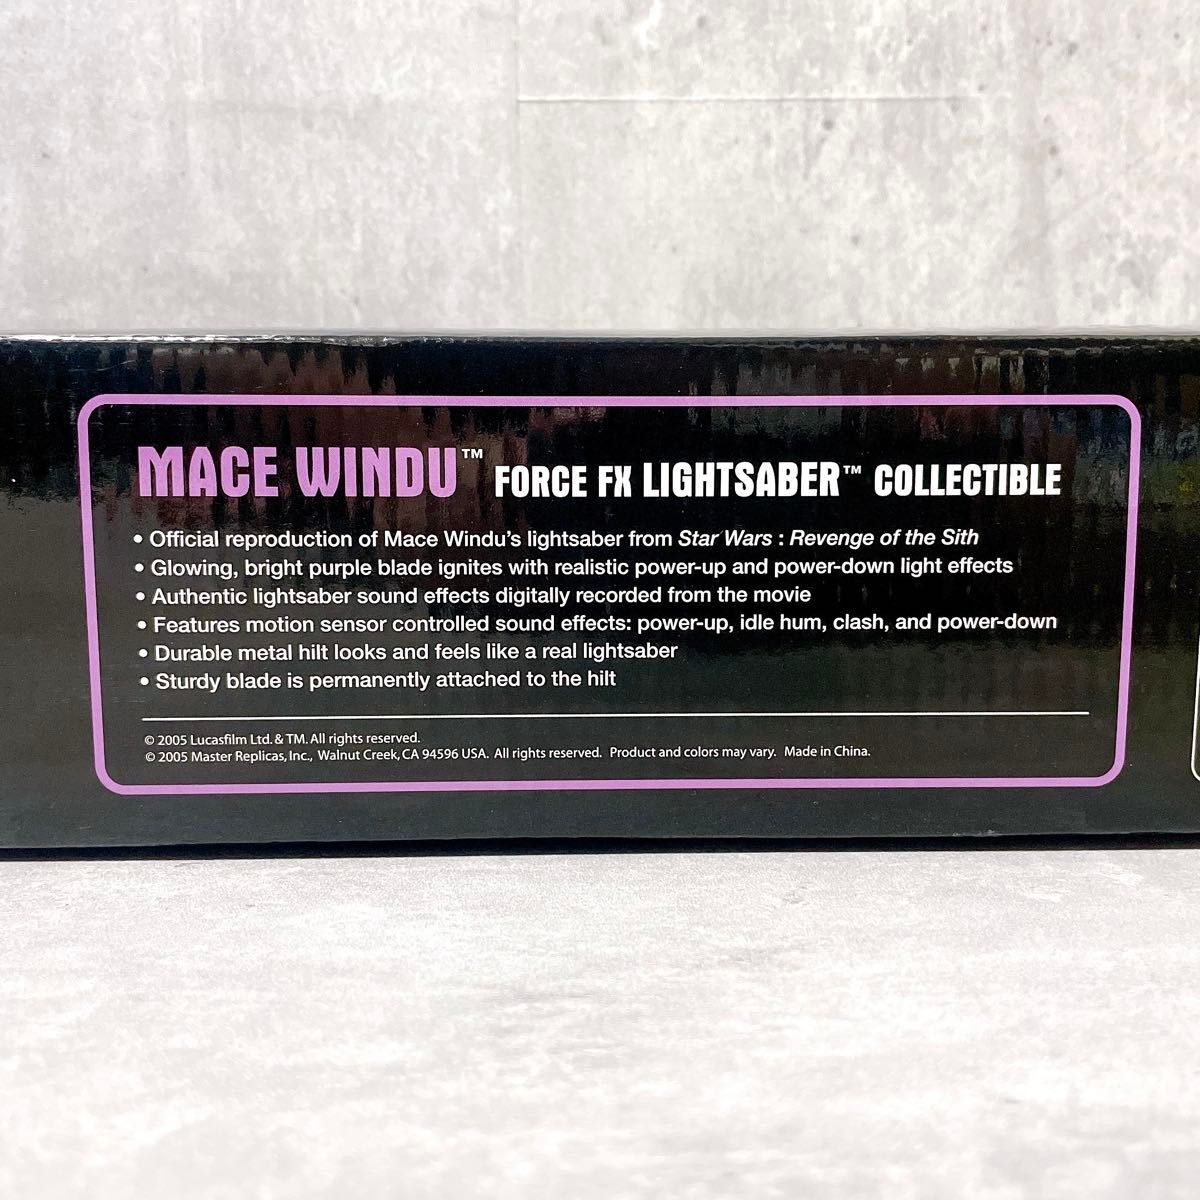 MACE WINDU™ FORCE FX LIGHTSABER™ COLLECTIBLE
• Official reproduction of Mace Windu's lightsaber from Star Wars : Revenge of the Sith
• Glowing, bright purple blade ignites with realistic power-up and power-down light effects
• Authentic lightsaber sound effects digitally recorded from the movie
• Features motion sensor controlled sound effects: power-up, idle hum, clash, and power-down
• Durable metal hilt looks and feels like a real lightsaber
• Sturdy blade is permanently attached to the hilt
© 2005 Lucasfilm Ltd. & TM. All rights reserved.
© 2005 Master Replicas, Inc., Walnut Creek, CA 94596 USA. All rights reserved. Product and colors may vary. Made in China.